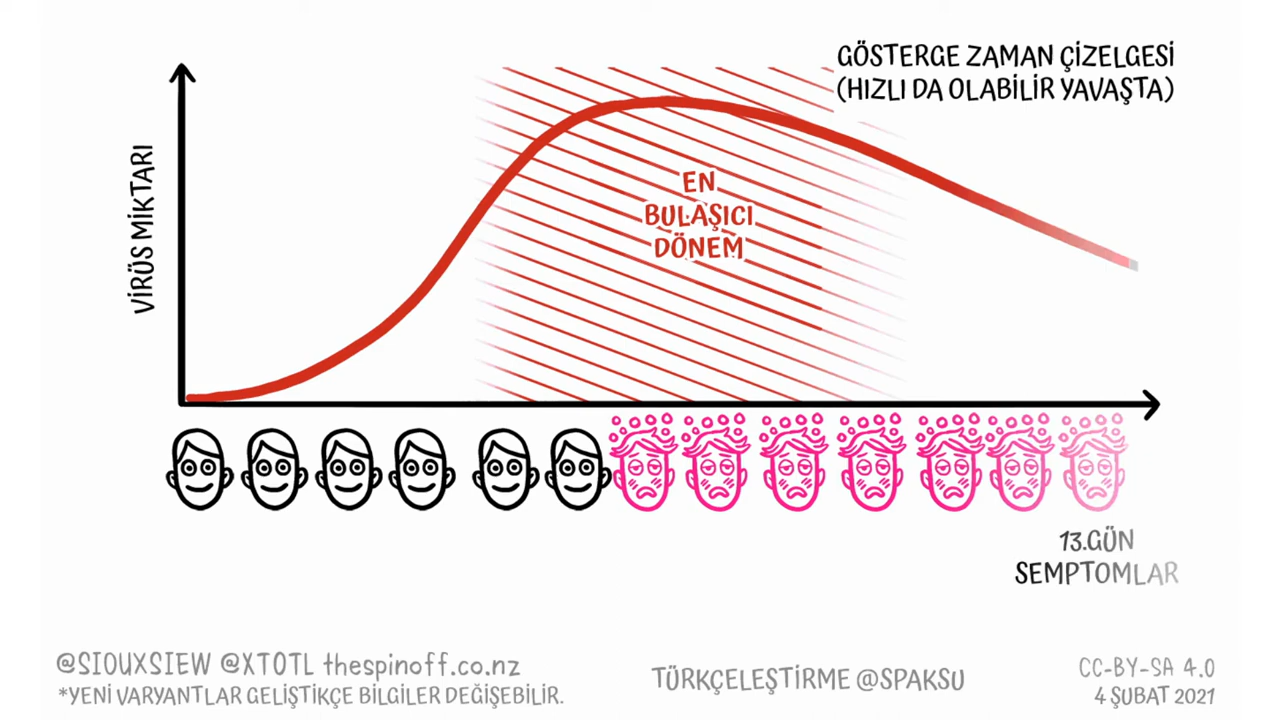 GÖSTERGE ZAMAN ÇİZELGESİ
(HIZLI DA OLABİLİR YAVAŞTA)
VİRÜS MİKTARI
EN
BULAŞICI
DÖNEM
13.GÜN
SEMPTOMLAR
@SIOUXSIEW @XTOTL thespinoff.co.nz
*YENİ VARYANTLAR GELİŞTİKÇE BİLGİLER DEĞİŞEBİLİR.
TÜRKÇELEŞTİRME @SPAKSU
CC-BY-SA 4.0
4 ŞUBAT 2021